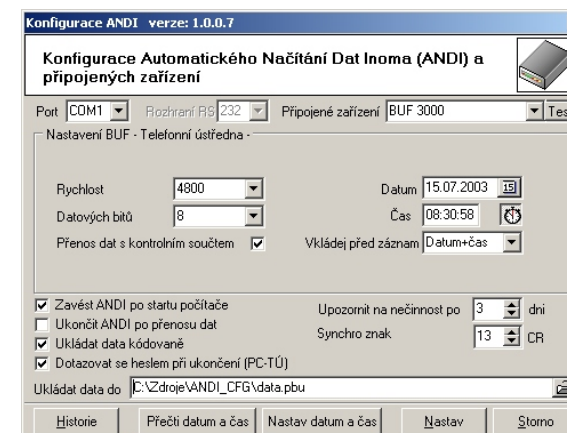 Konfigurace ANDI verze: 1.0.0.7
Konfigurace Automatického Načítání Dat Inoma (ANDI) a
připojených zařízení
Port COM1 Rozhraní RS 232 Připojené zařízení BUF 3000 Tes
Nastavení BUF - Telefonní ústředna -
Rychlost 4800 Datum 15.07.2003 15
Datových bitů 8 Čas 08:30:58
Přenos dat s kontrolním součtem Vkládej před záznam Datum+čas
Zavést ANDI po startu počítače Upozornit na nečinnost po 3 dni
Ukončit ANDI po přenosu dat
Synchro znak 13 CR
Ukládat data kódovaně
Dotazovat se heslem při ukončení (PC-TÚ)
Ukládat data do C:\Zdroje\ANDI_CFG\data.pbu
Historie Přečti datum a čas Nastav datum a čas Nastav Storno